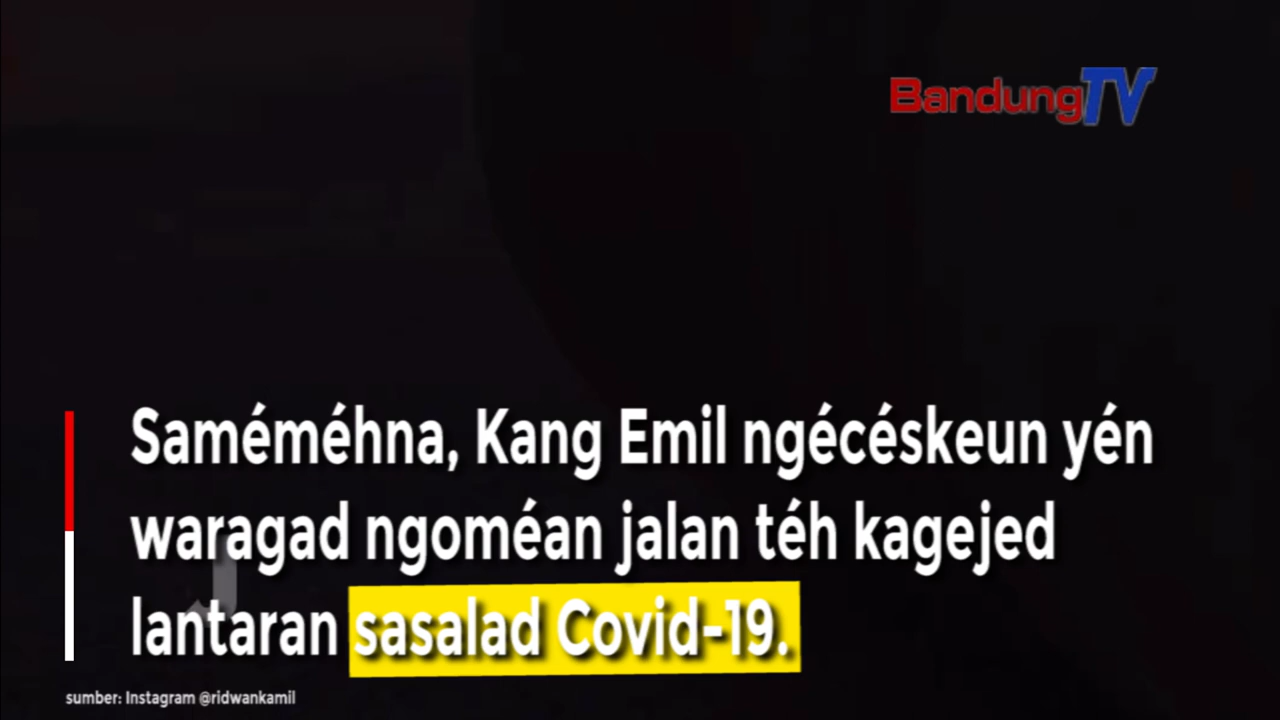 BandungTV
Saméméhna, Kang Emil ngécéskeun yén
waragad ngoméan jalan téh kagejed
lantaran sasalad Covid-19.
sumber: Instagram @ridwankamil